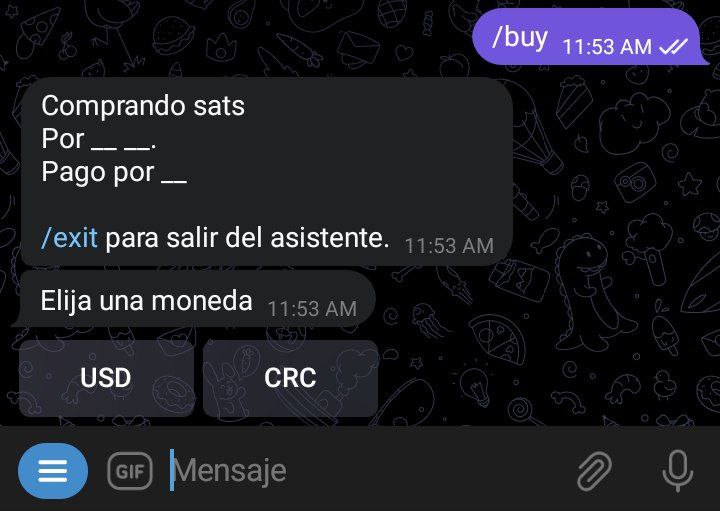 /buy 11:53 AM
Comprando sats
Por __ __.
Pago por __
/exit para salir del asistente. 11:53 AM
Elija una moneda 11:53 AM
USD CRC
GIF Mensaje